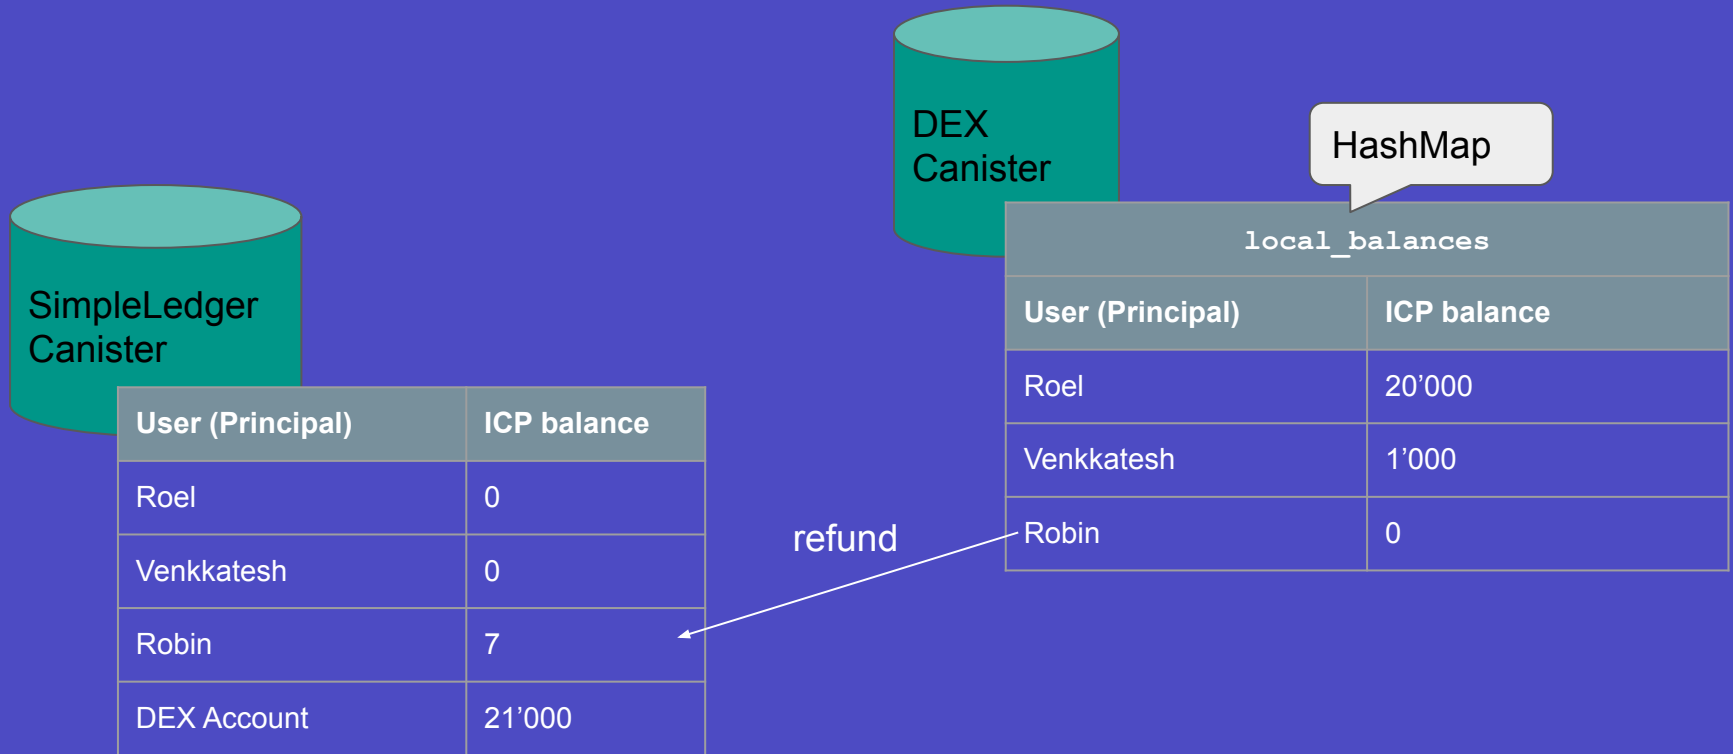 DEX
Canister
HashMap
local_balances
User (Principal) ICP balance
Roel 20’000
Venkkatesh 1’000
Robin 0
refund
SimpleLedger
Canister
User (Principal) ICP balance
Roel 0
Venkkatesh 0
Robin 7
DEX Account 21’000